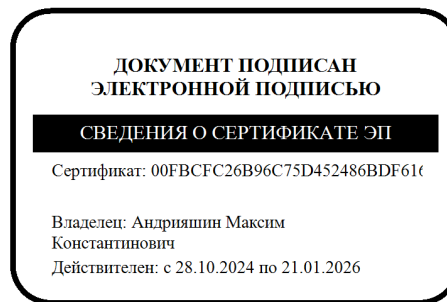 ДОКУМЕНТ ПОДПИСАН
ЭЛЕКТРОННОЙ ПОДПИСЬЮ
СВЕДЕНИЯ О СЕРТИФИКАТЕ ЭП
Сертификат: 00FBCFC26B96C75D452486BDF616
Владелец: Андрияшин Максим
Константинович
Действителен: с 28.10.2024 по 21.01.2026